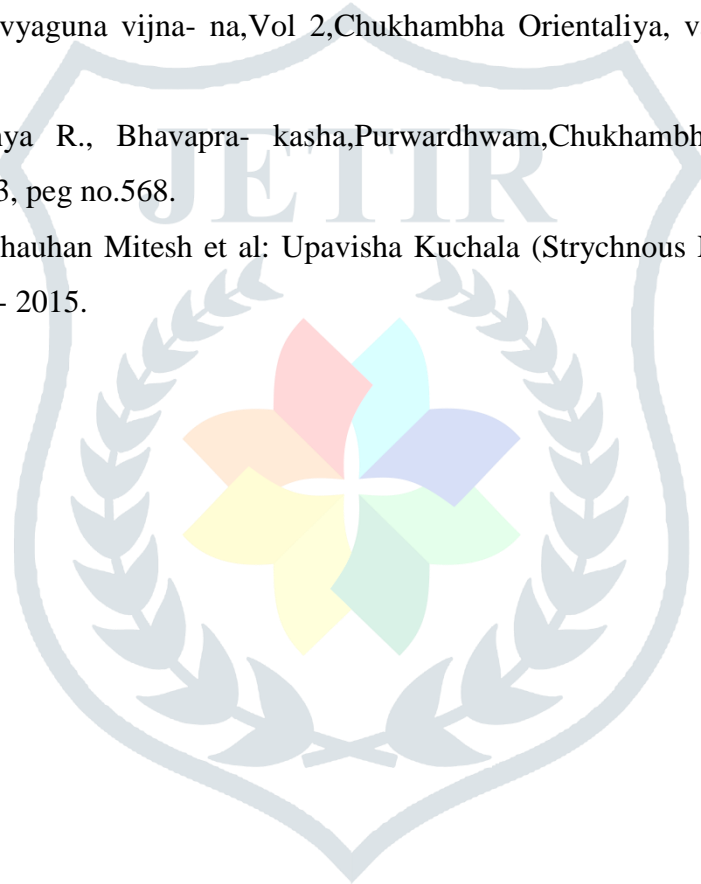 vyaguna vijna- na,Vol 2,Chukhambha Orientaliya, v
nya R., Bhavapra- kasha,Purwardhwam,Chukhambh
3, peg no.568.
JETIR
hauhan Mitesh et al: Upavisha Kuchala (Strychnous
- 2015.